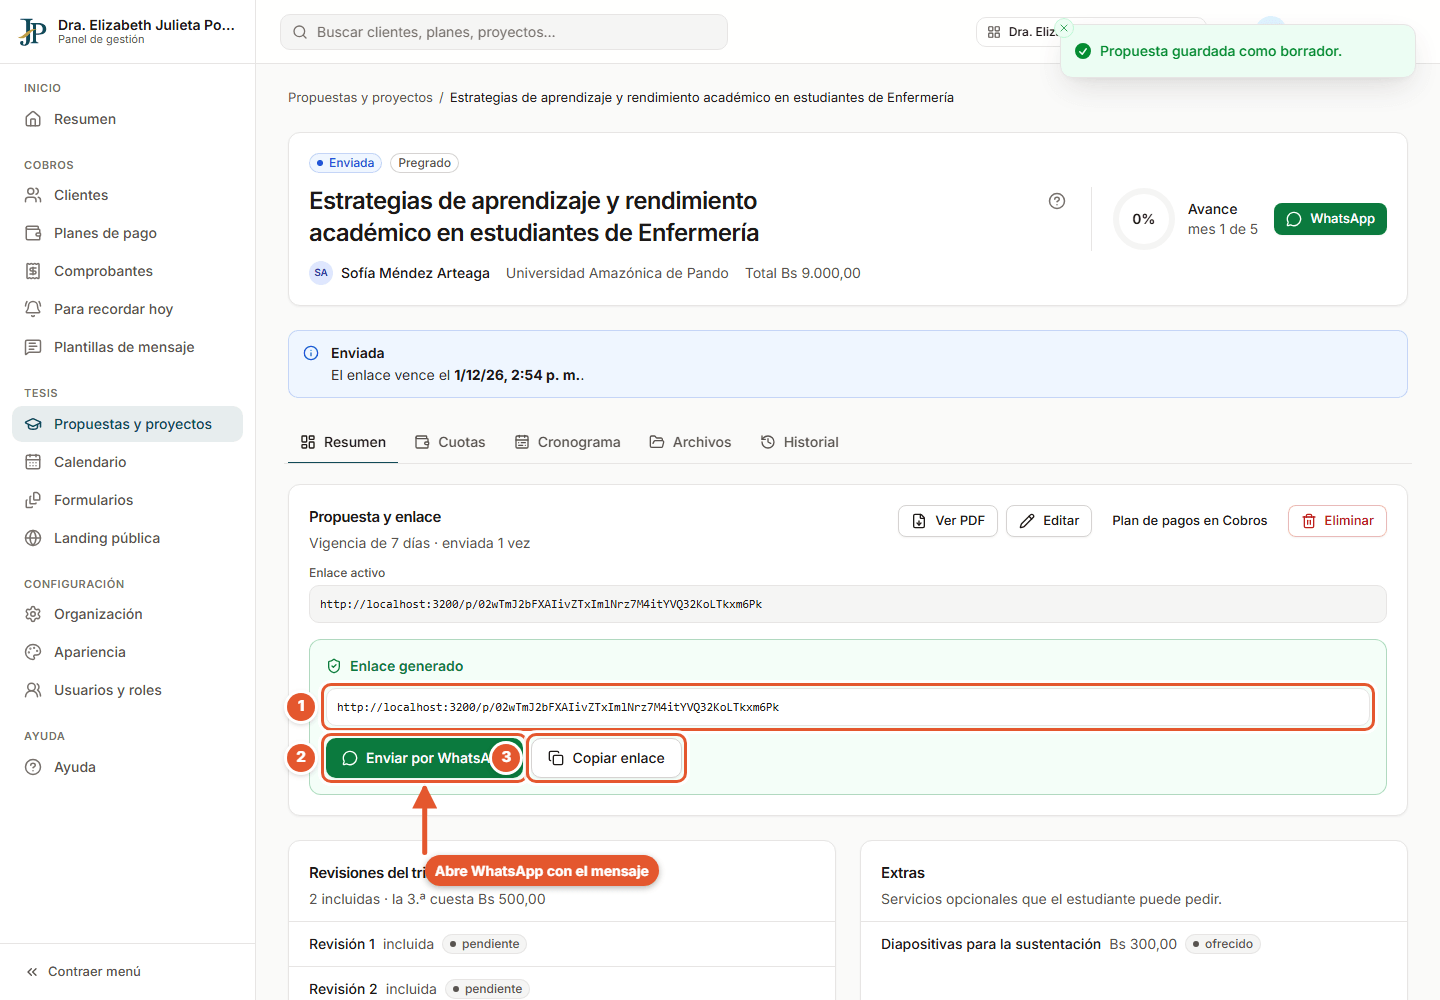 JP
Dra. Elizabeth Julieta Po...
Panel de gestión
Buscar clientes, planes, proyectos...
Dra. Eliz
Propuesta guardada como borrador.
INICIO
Resumen
COBROS
Clientes
Planes de pago
Comprobantes
Para recordar hoy
Plantillas de mensaje
TESIS
Propuestas y proyectos
Calendario
Formularios
Landing pública
CONFIGURACIÓN
Organización
Apariencia
Usuarios y roles
AYUDA
Ayuda
Contraer menú
Propuestas y proyectos / Estrategias de aprendizaje y rendimiento académico en estudiantes de Enfermería
Enviada Pregrado
Estrategias de aprendizaje y rendimiento
académico en estudiantes de Enfermería
SA Sofía Méndez Arteaga Universidad Amazónica de Pando Total Bs 9.000,00
0%
Avance
mes 1 de 5
WhatsApp
Enviada
El enlace vence el 1/12/26, 2:54 p. m..
Resumen Cuotas Cronograma Archivos Historial
Propuesta y enlace
Vigencia de 7 días · enviada 1 vez
Ver PDF Editar Plan de pagos en Cobros Eliminar
Enlace activo
http://localhost:3200/p/02wTmJ2bFXAIivZTxImlNrz7M4itYVQ32KoLTkxm6Pk
Enlace generado
1 http://localhost:3200/p/02wTmJ2bFXAIivZTxImlNrz7M4itYVQ32KoLTkxm6Pk
2 Enviar por WhatsA 3 Copiar enlace
Abre WhatsApp con el mensaje
Revisiones del tri
2 incluidas · la 3.ª cuesta Bs 500,00
Revisión 1 incluida pendiente
Revisión 2 incluida pendiente
Extras
Servicios opcionales que el estudiante puede pedir.
Diapositivas para la sustentación Bs 300,00 ofrecido